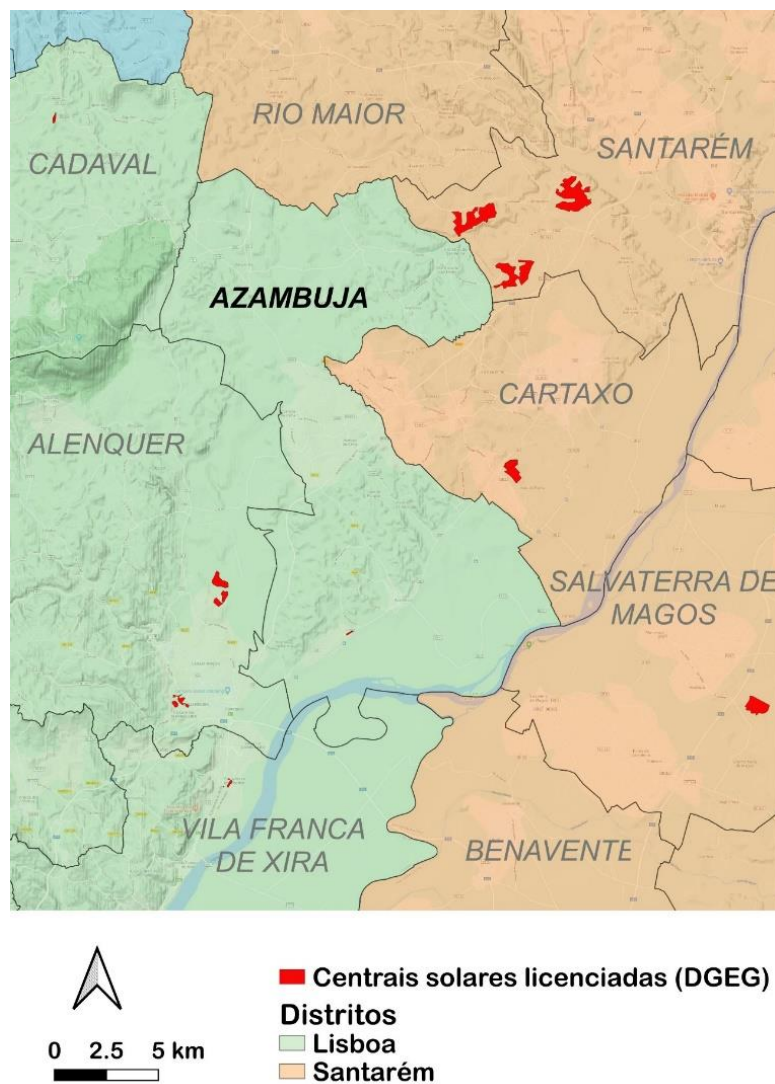 RIO MAIOR
SANTARÉM
CADAVAL
AZAMBUJA
CARTAXO
ALENQUER
SALVATERRA DE
MAGOS
VILA FRANCA
DE XIRA
BENAVENTE
Centrais solares licenciadas (DGEG)
Distritos
Lisboa
Santarém
0 2.5 5 km